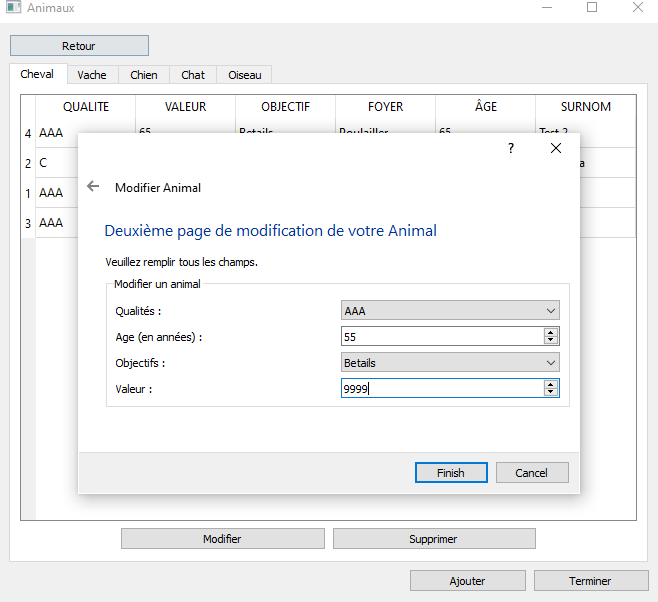 Animaux
Retour
Cheval Vache Chien Chat Oiseau
QUALITE VALEUR OBJECTIF FOYER ÂGE SURNOM
4 AAA 65 Betails Poulailler 65 Test 2
2 C a
1 AAA
3 AAA
?
Modifier Animal
Deuxième page de modification de votre Animal
Veuillez remplir tous les champs.
Modifier un animal
Qualités : AAA
Age (en années) : 55
Objectifs : Betails
Valeur : 9999
Finish Cancel
Modifier Supprimer
Ajouter Terminer